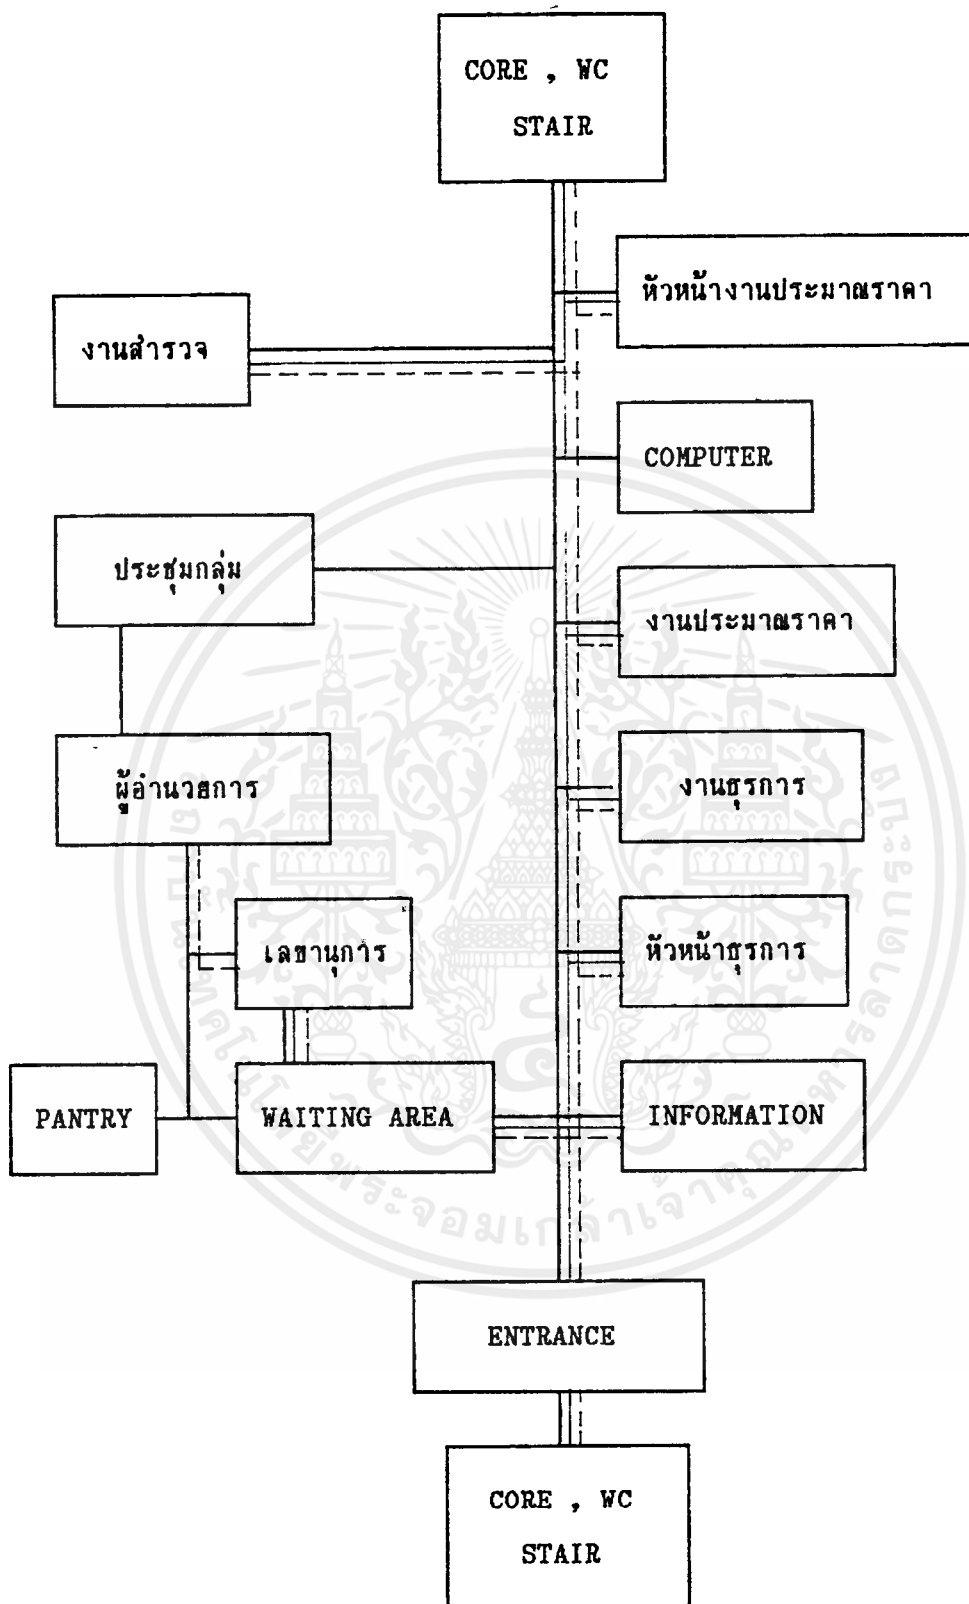 CORE , WC
STAIR
หัวหน้างานประมาณราคา
งานสำรวจ
COMPUTER
ประชุมกลุ่ม
งานประมาณราคา
ผู้อำนวยการ
งานธุรการ
เลขานุการ
หัวหน้าธุรการ
PANTRY
WAITING AREA
INFORMATION
ENTRANCE
CORE , WC
STAIR